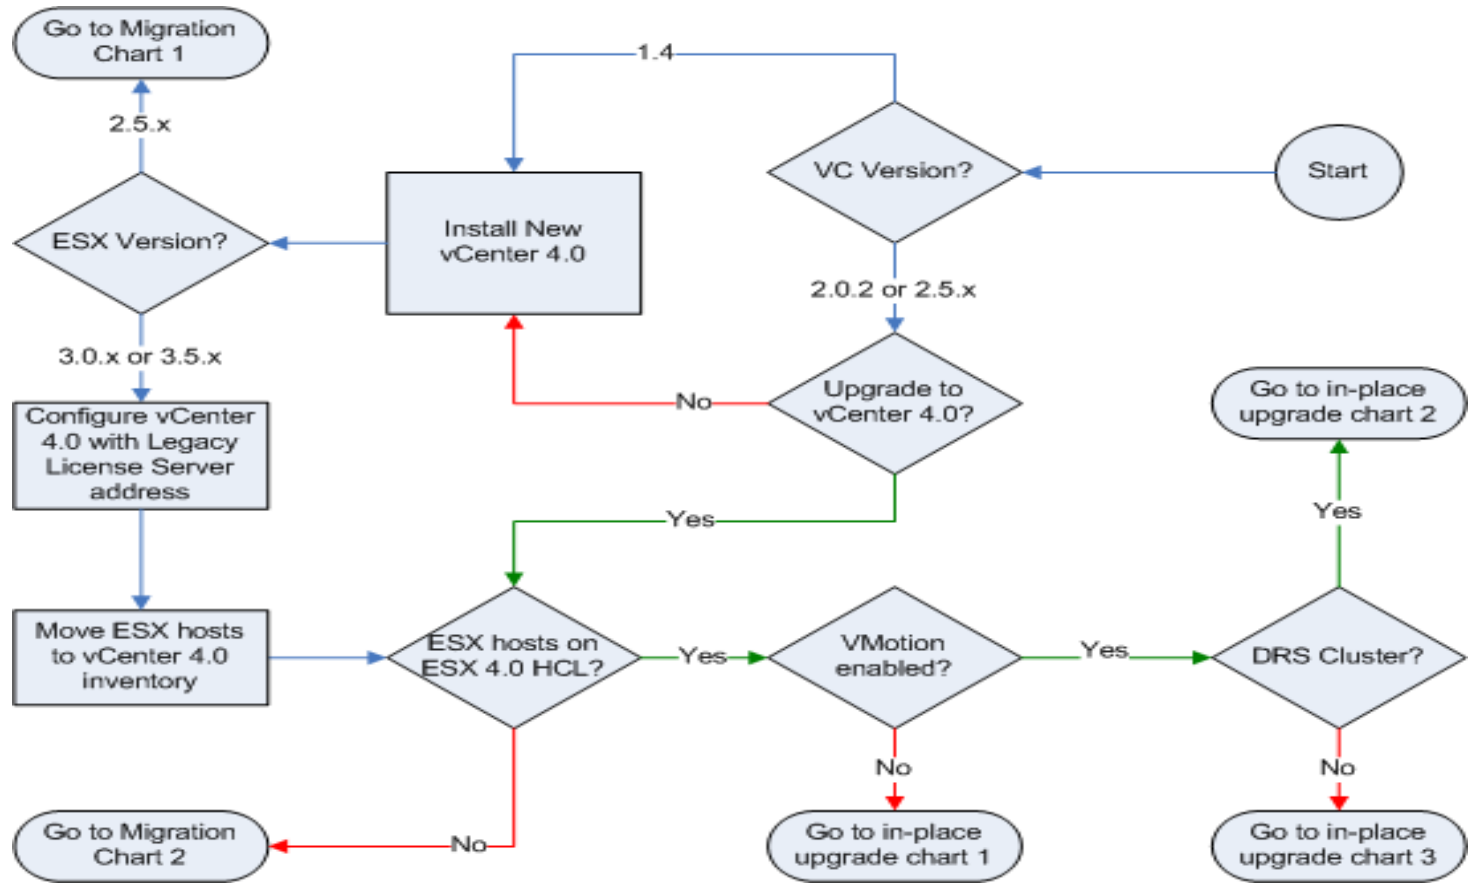 Go to Migration
Chart 1
1.4
2.5.x
VC Version?
Start
ESX Version?
Install New
vCenter 4.0
2.0.2 or 2.5.x
3.0.x or 3.5.x
Upgrade to
vCenter 4.0?
No
Go to in-place
upgrade chart 2
Configure vCenter
4.0 with Legacy
License Server
address
Yes
Yes
Move ESX hosts
to vCenter 4.0
inventory
ESX hosts on
ESX 4.0 HCL?
Yes
VMotion
enabled?
Yes
DRS Cluster?
No
No
Go to Migration
Chart 2
No
Go to in-place
upgrade chart 1
Go to in-place
upgrade chart 3